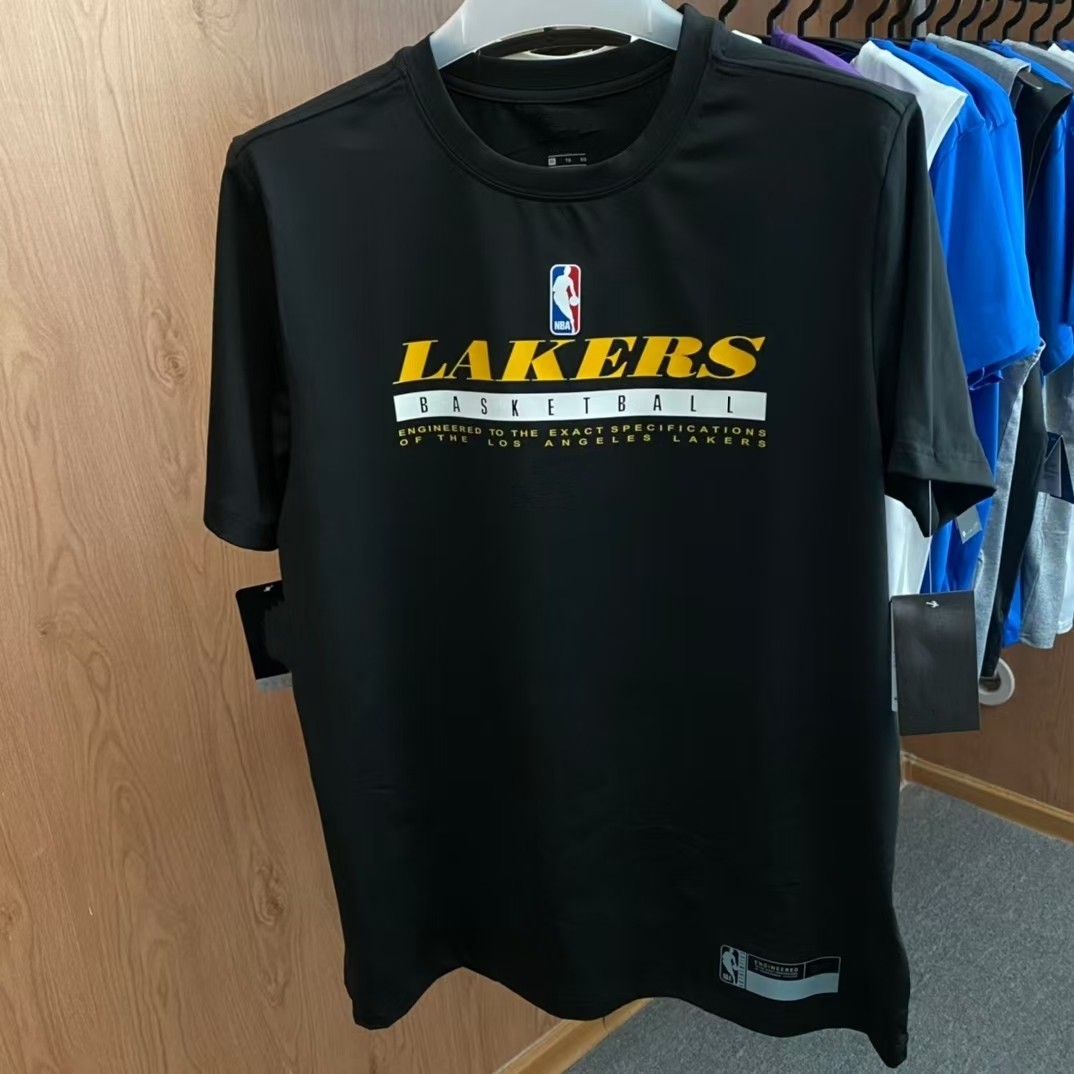 NBA
LAKERS
BASKETBALL
ENGINEERED TO THE EXACT SPECIFICATIONS
OF THE LOS ANGELES LAKERS
ENGINEERED